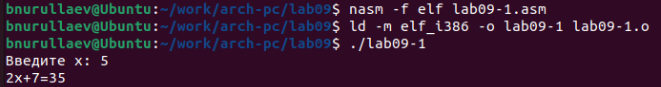 bnurullaev@Ubuntu:~/work/arch-pc/lab09$ nasm -f elf lab09-1.asm
bnurullaev@Ubuntu:~/work/arch-pc/lab09$ ld -m elf_i386 -o lab09-1 lab09-1.o
bnurullaev@Ubuntu:~/work/arch-pc/lab09$ ./lab09-1
Введите x: 5
2x+7=35